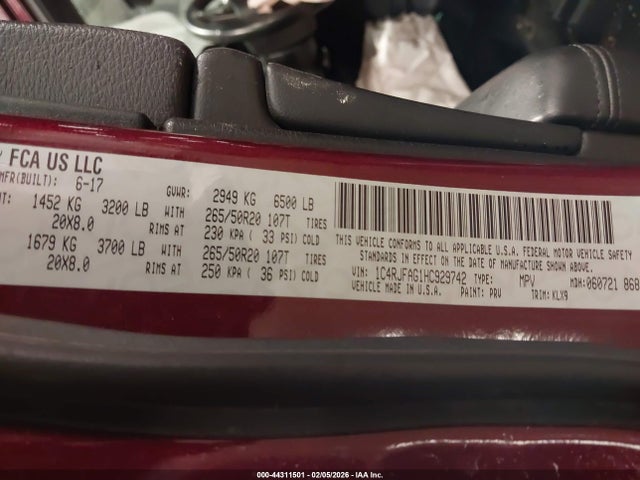 FCA US LLC
MFR(BUILT): 6-17 GVWR: 2949 KG 6500 LB
1452 KG 3200 LB WITH 265/50R20 107T TIRES
20X8.0 RIMS AT 230 KPA ( 33 PSI) COLD
1679 KG 3700 LB WITH 265/50R20 107T TIRES
20X8.0 RIMS AT 250 KPA ( 36 PSI) COLD
THIS VEHICLE CONFORMS TO ALL APPLICABLE U.S.A. FEDERAL MOTOR VEHICLE SAFETY
STANDARDS IN EFFECT ON THE DATE OF MANUFACTURE SHOWN ABOVE.
VIN: 1C4RJFAG1HC929742 TYPE: MPV MDH:060721 868
VEHICLE MADE IN U.S.A. PAINT: PRV TRIM: KLX9
000-44311501 - 02/05/2026 - IAA Inc.